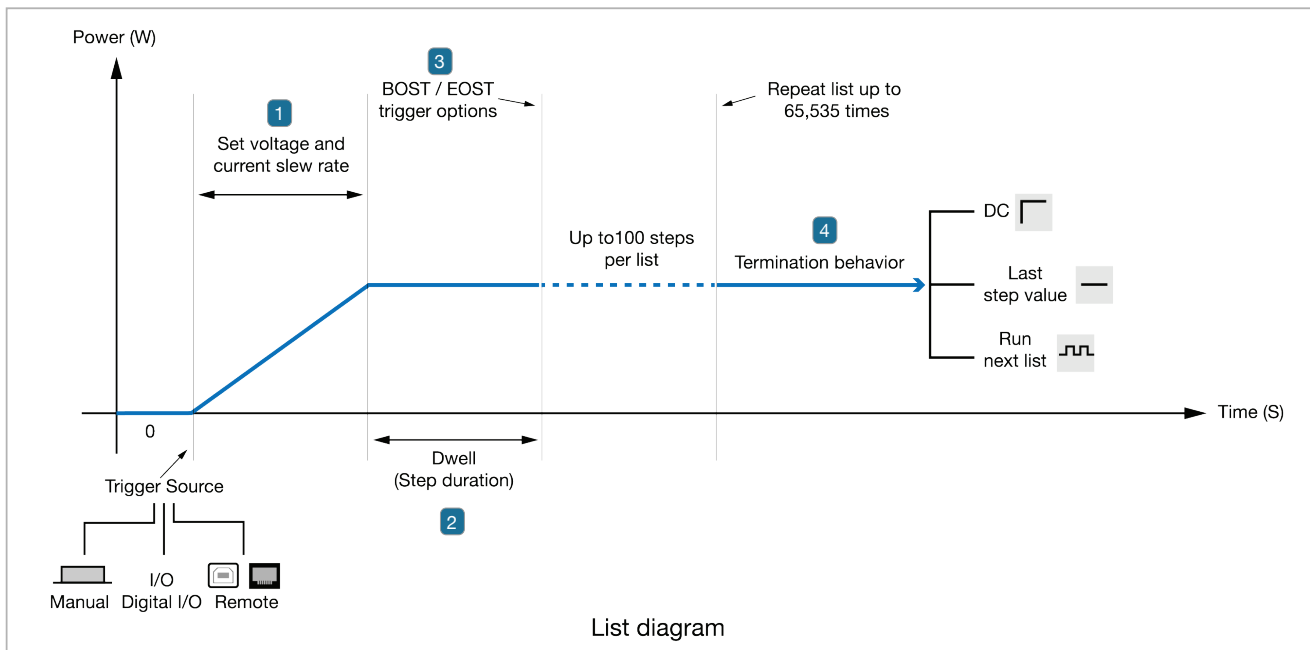 Power (W)
3
BOST / EOST
trigger options
Repeat list up to
65,535 times
1
Set voltage and
current slew rate
DC
4
Up to100 steps
per list
Termination behavior
Last
step value
Run
next list
Time (S)
0
Dwell
(Step duration)
2
Trigger Source
I/O
Manual
Digital I/O
Remote
List diagram